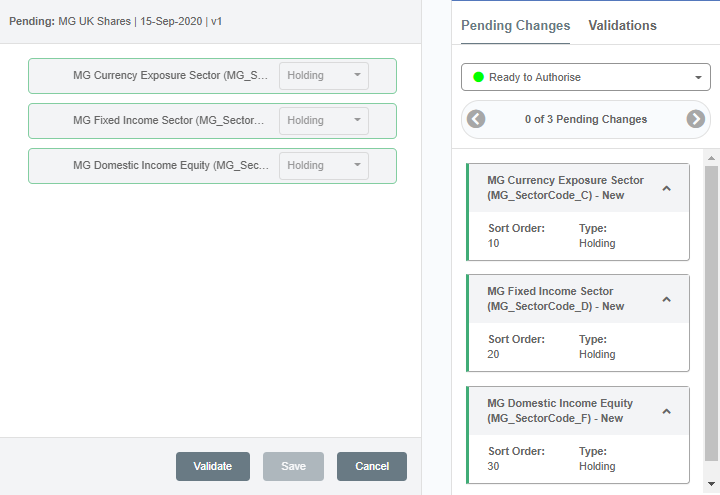 Pending: MG UK Shares | 15-Sep-2020 | v1
MG Currency Exposure Sector (MG_S... Holding
MG Fixed Income Sector (MG_Sector... Holding
MG Domestic Income Equity (MG_Sec... Holding
Validate Save Cancel
Pending Changes Validations
Ready to Authorise
0 of 3 Pending Changes
MG Currency Exposure Sector
(MG_SectorCode_C) - New
Sort Order: Type:
10 Holding
MG Fixed Income Sector
(MG_SectorCode_D) - New
Sort Order: Type:
20 Holding
MG Domestic Income Equity
(MG_SectorCode_F) - New
Sort Order: Type:
30 Holding